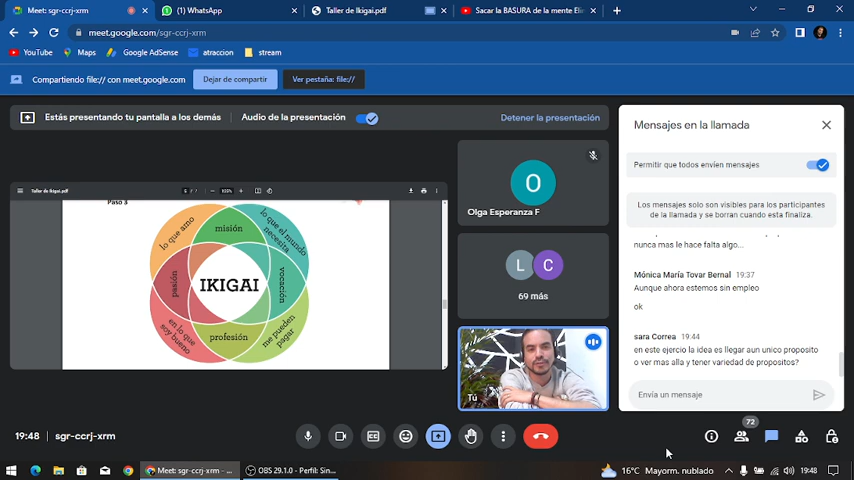 Meet: sgr-ccrj-xrm
(1) WhatsApp
Taller de Ikigai.pdf
Sacar la BASURA de la mente Eli
meet.google.com/sgr-ccrj-xrm
YouTube
Maps
Google AdSense
atraccion
stream
Compartiendo file:// con meet.google.com
Dejar de compartir
Ver pestaña: file://
Estás presentando tu pantalla a los demás
Audio de la presentación
Detener la presentación
Taller de Ikigai.pdf
Paso 3
lo que amo
misión
lo que el mundo necesita
pasión
IKIGAI
vocación
en lo que soy bueno
profesión
me pueden pagar
O
Olga Esperanza F
L C
69 más
Tú
Mensajes en la llamada
Permitir que todos envíen mensajes
Los mensajes solo son visibles para los participantes
de la llamada y se borran cuando esta finaliza.
nunca mas le hace falta algo...
Mónica María Tovar Bernal 19:37
Aunque ahora estemos sin empleo
ok
sara Correa 19:44
en este ejercio la idea es llegar aun unico proposito
o ver mas alla y tener variedad de propositos?
Envía un mensaje
19:48
sgr-ccrj-xrm
72
Meet: sgr-ccrj-xrm - ...
OBS 29.1.0 - Perfil: Sin...
16°C Mayorm. nublado
19:48